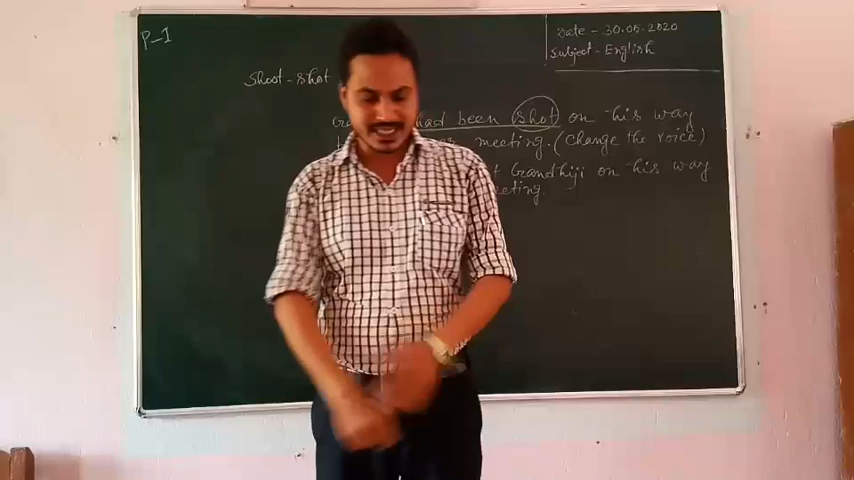 P-I
Date - 30.05.2020
Subject - English
Shoot - shot
had been shot on his way
meeting. (Change the voice)
Gandhiji on his way
meeting.